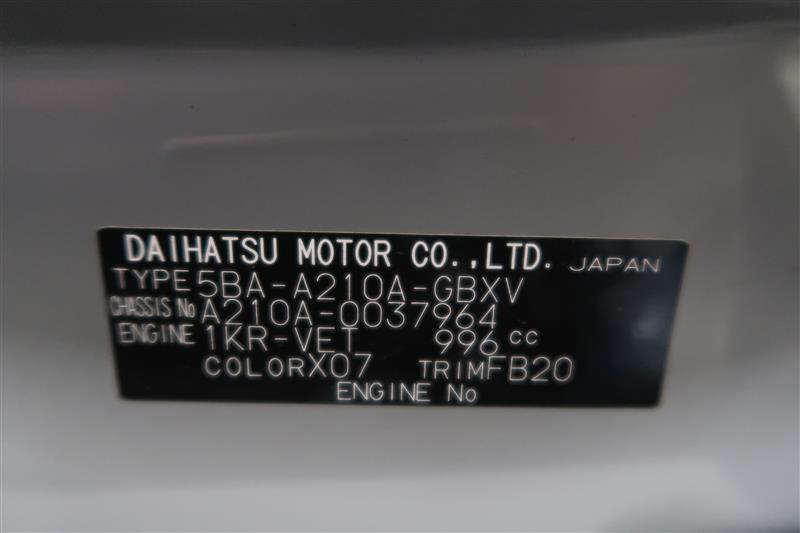 DAIHATSU MOTOR CO.,LTD. JAPAN
TYPE 5BA-A210A-GBXV
CHASSIS No A210A-0037964
ENGINE 1KR-VET 996 cc
COLOR X07 TRIM FB20
ENGINE No